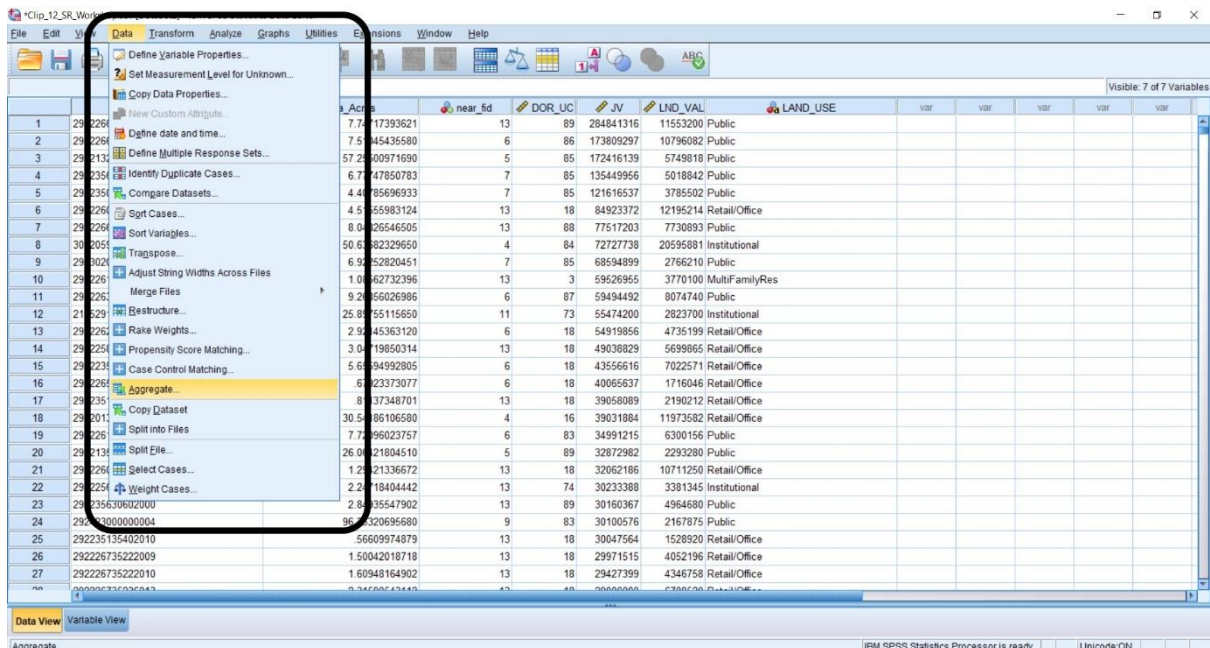 *Clip_12_SR_Work
File Edit View Data Transform Analyze Graphs Utilities Extensions Window Help
Define Variable Properties...
Set Measurement Level for Unknown...
Copy Data Properties...
New Custom Attribute...
Define date and time...
Define Multiple Response Sets...
Identify Duplicate Cases...
Compare Datasets...
Sort Cases...
Sort Variables...
Transpose...
Adjust String Widths Across Files
Merge Files
Restructure...
Rake Weights...
Propensity Score Matching...
Case Control Matching...
Aggregate...
Copy Dataset
Split into Files
Split File...
Select Cases...
Weight Cases...
Visible: 7 of 7 Variables
near_fid DOR_UC JV LND_VAL LAND_USE var var var var var
1 13 89 284841316 11553200 Public
2 6 86 173809297 10796082 Public
3 5 85 172416139 5749818 Public
4 7 85 135449956 5018842 Public
5 7 85 121616537 3785502 Public
6 13 18 84923372 12195214 Retail/Office
7 13 88 77517203 7730893 Public
8 4 84 72727738 20595881 Institutional
9 7 85 68594899 2766210 Public
10 13 3 59526955 3770100 MultiFamilyRes
11 6 87 59494492 8074740 Public
12 11 73 55474200 2823700 Institutional
13 6 18 54919856 4735199 Retail/Office
14 13 18 49038829 5699865 Retail/Office
15 6 18 43556616 7022571 Retail/Office
16 6 18 40065637 1716046 Retail/Office
17 13 18 39058089 2190212 Retail/Office
18 4 16 39031884 11973582 Retail/Office
19 6 83 34991215 6300156 Public
20 5 89 32872982 2293280 Public
21 13 18 32062186 10711250 Retail/Office
22 13 74 30233388 3381345 Institutional
23 13 89 30160367 4964680 Public
24 9 83 30100576 2167875 Public
25 292235135402010 .56609974879 13 18 30047564 1528920 Retail/Office
26 292226735222009 1.50042018718 13 18 29971515 4052196 Retail/Office
27 292226735222010 1.60948164902 13 18 29427399 4346758 Retail/Office
Data View Variable View
Aggregate IBM SPSS Statistics Processor is ready Unicode:ON